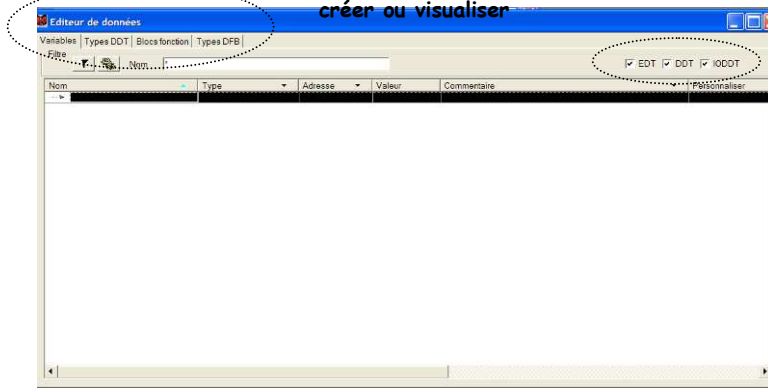 créer ou visualiser
Editeur de données
Variables Types DDT Blocs fonction Types DFB
Filtre
Nom *
EDT DDT IODDT
Nom Type Adresse Valeur Commentaire Personnaliser